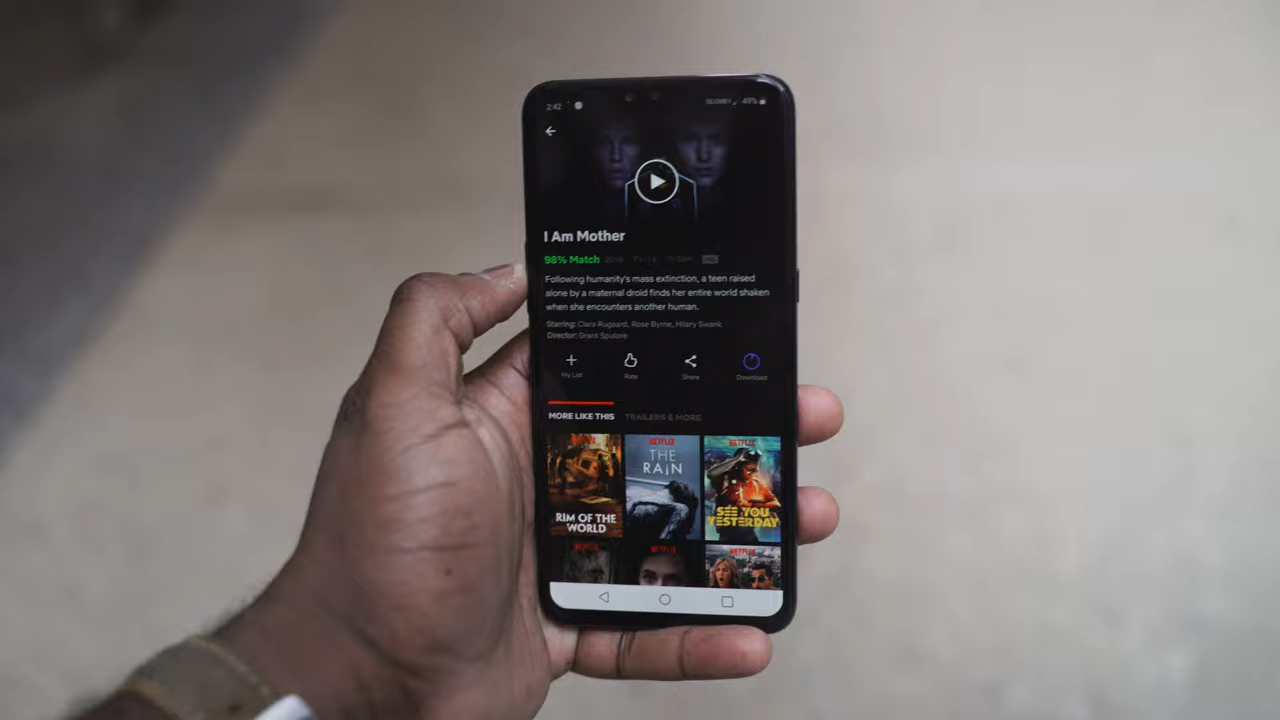 2:42
49%
I Am Mother
98% Match 2019 HD
Following humanity's mass extinction, a teen raised
alone by a maternal droid finds her entire world shaken
when she encounters another human.
Starring: Clara Rugaard, Rose Byrne, Hilary Swank
Director: Grant Sputore
My List
Rate
Share
Download
MORE LIKE THIS
TRAILERS & MORE
NETFLIX
RIM OF THE
WORLD
NETFLIX
THE
RAIN
NETFLIX
SEE YOU
YESTERDAY
NETFLIX
NETFLIX
NETFLIX